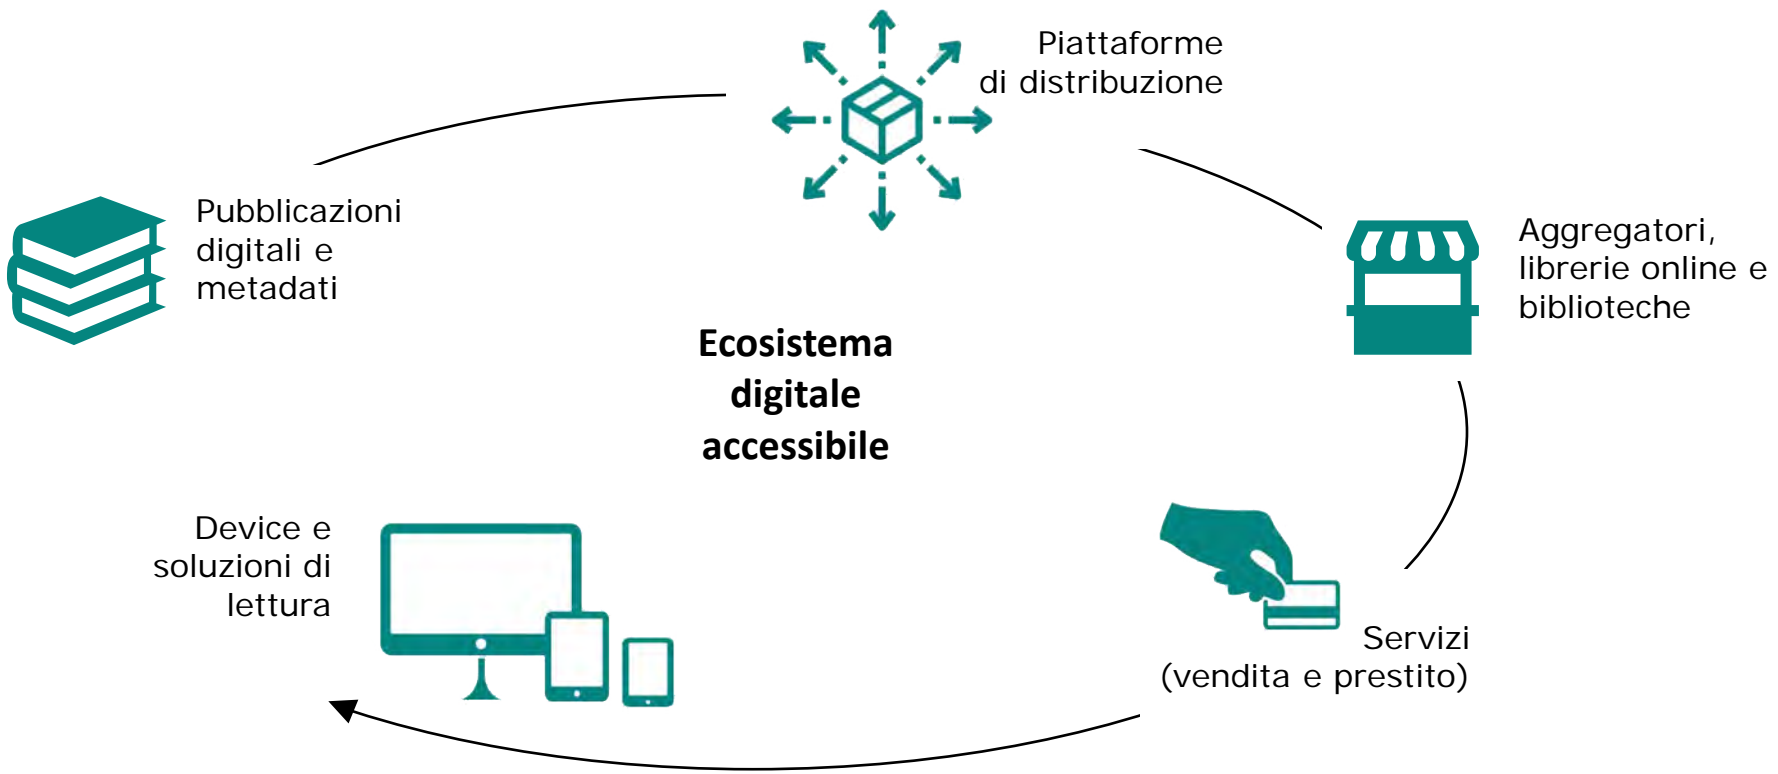 Piattaforme
di distribuzione
Pubblicazioni
digitali e
metadati
Aggregatori,
librerie online e
biblioteche
Ecosistema
digitale
accessibile
Device e
soluzioni di
lettura
Servizi
(vendita e prestito)